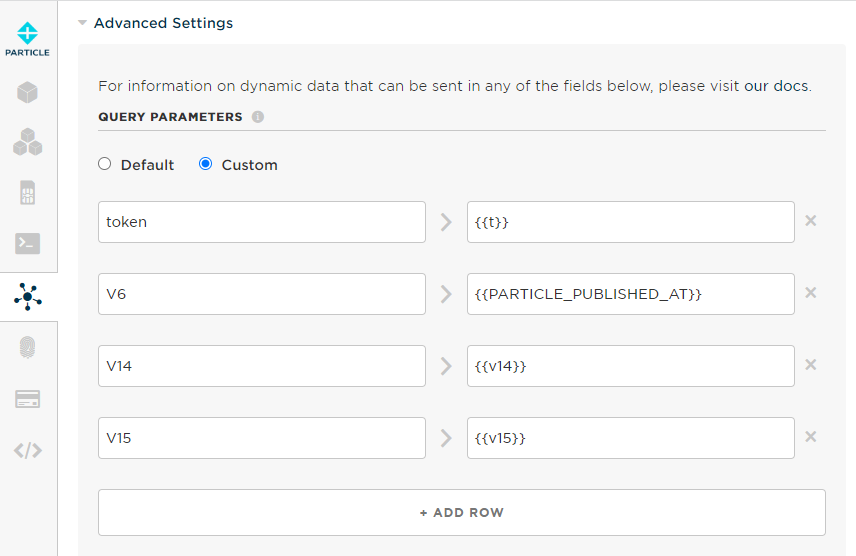 PARTICLE
Advanced Settings
For information on dynamic data that can be sent in any of the fields below, please visit our docs.
QUERY PARAMETERS
Default Custom
token {{t}}
V6 {{PARTICLE_PUBLISHED_AT}}
V14 {{v14}}
V15 {{v15}}
+ ADD ROW